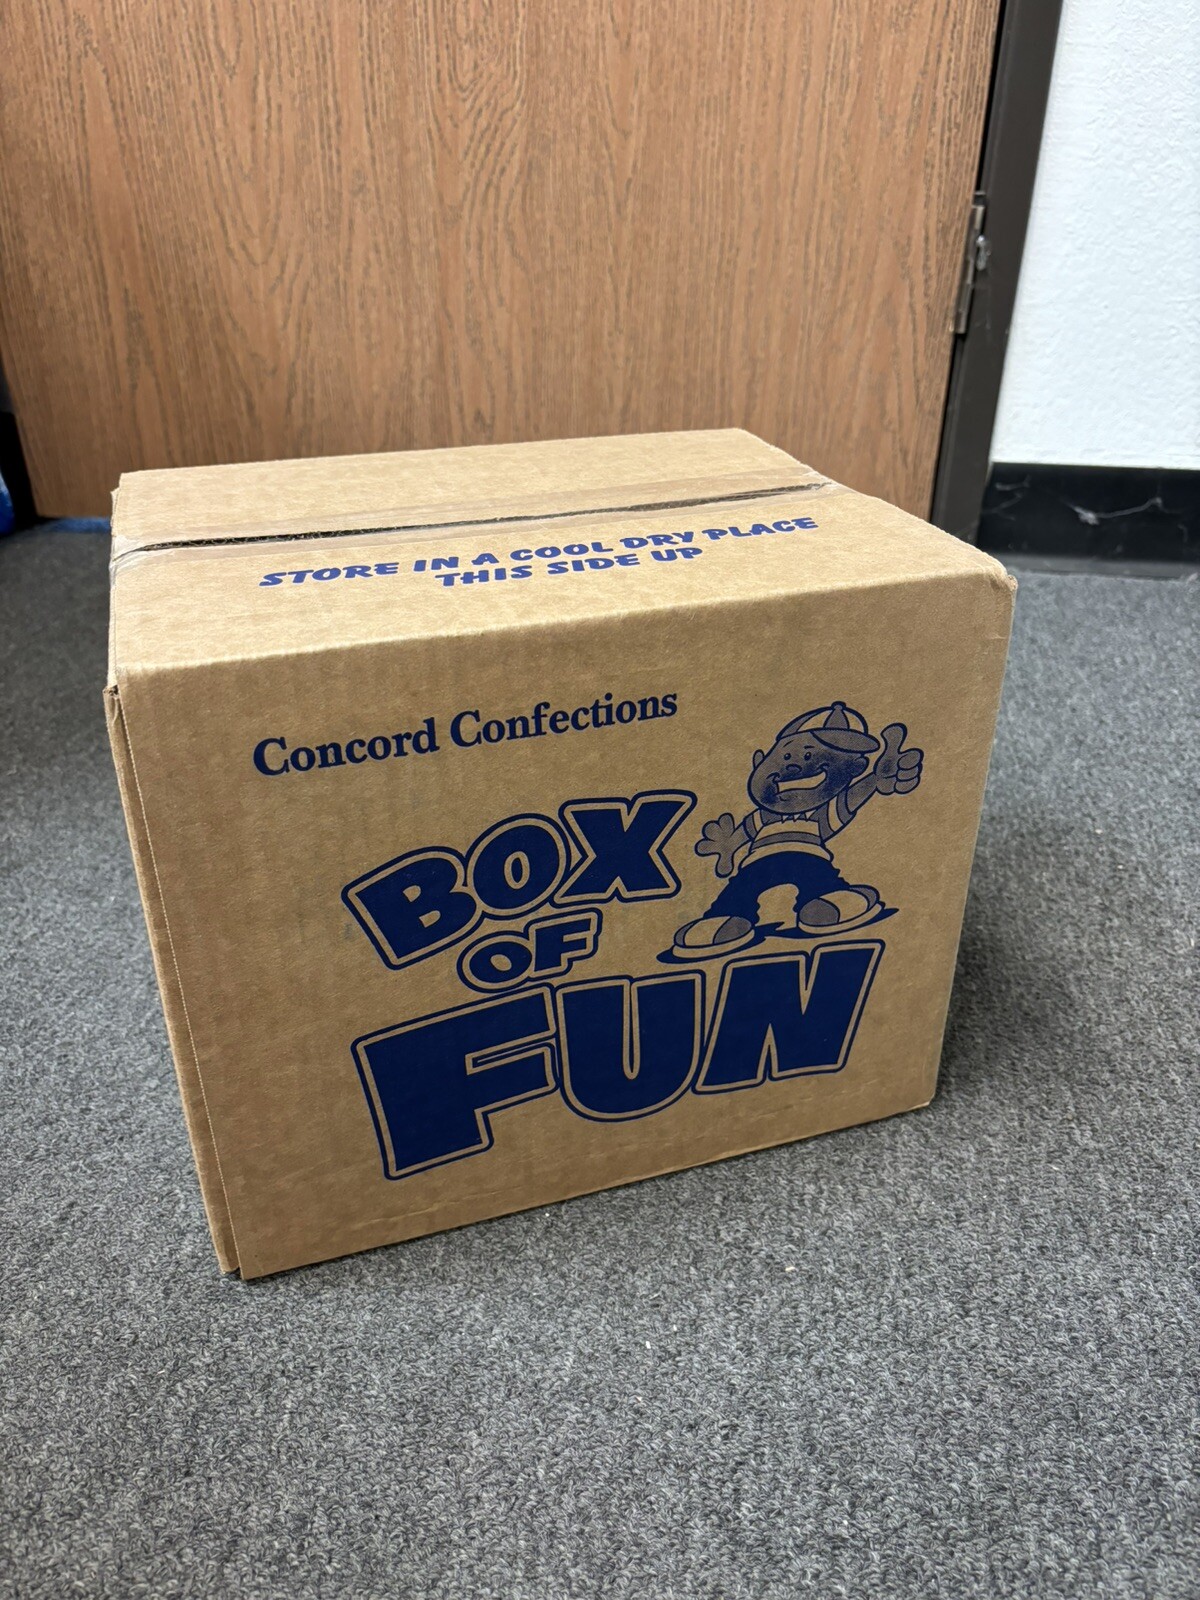 STORE IN A COOL DRY PLACE
THIS SIDE UP
Concord Confections
BOX
OF
FUN